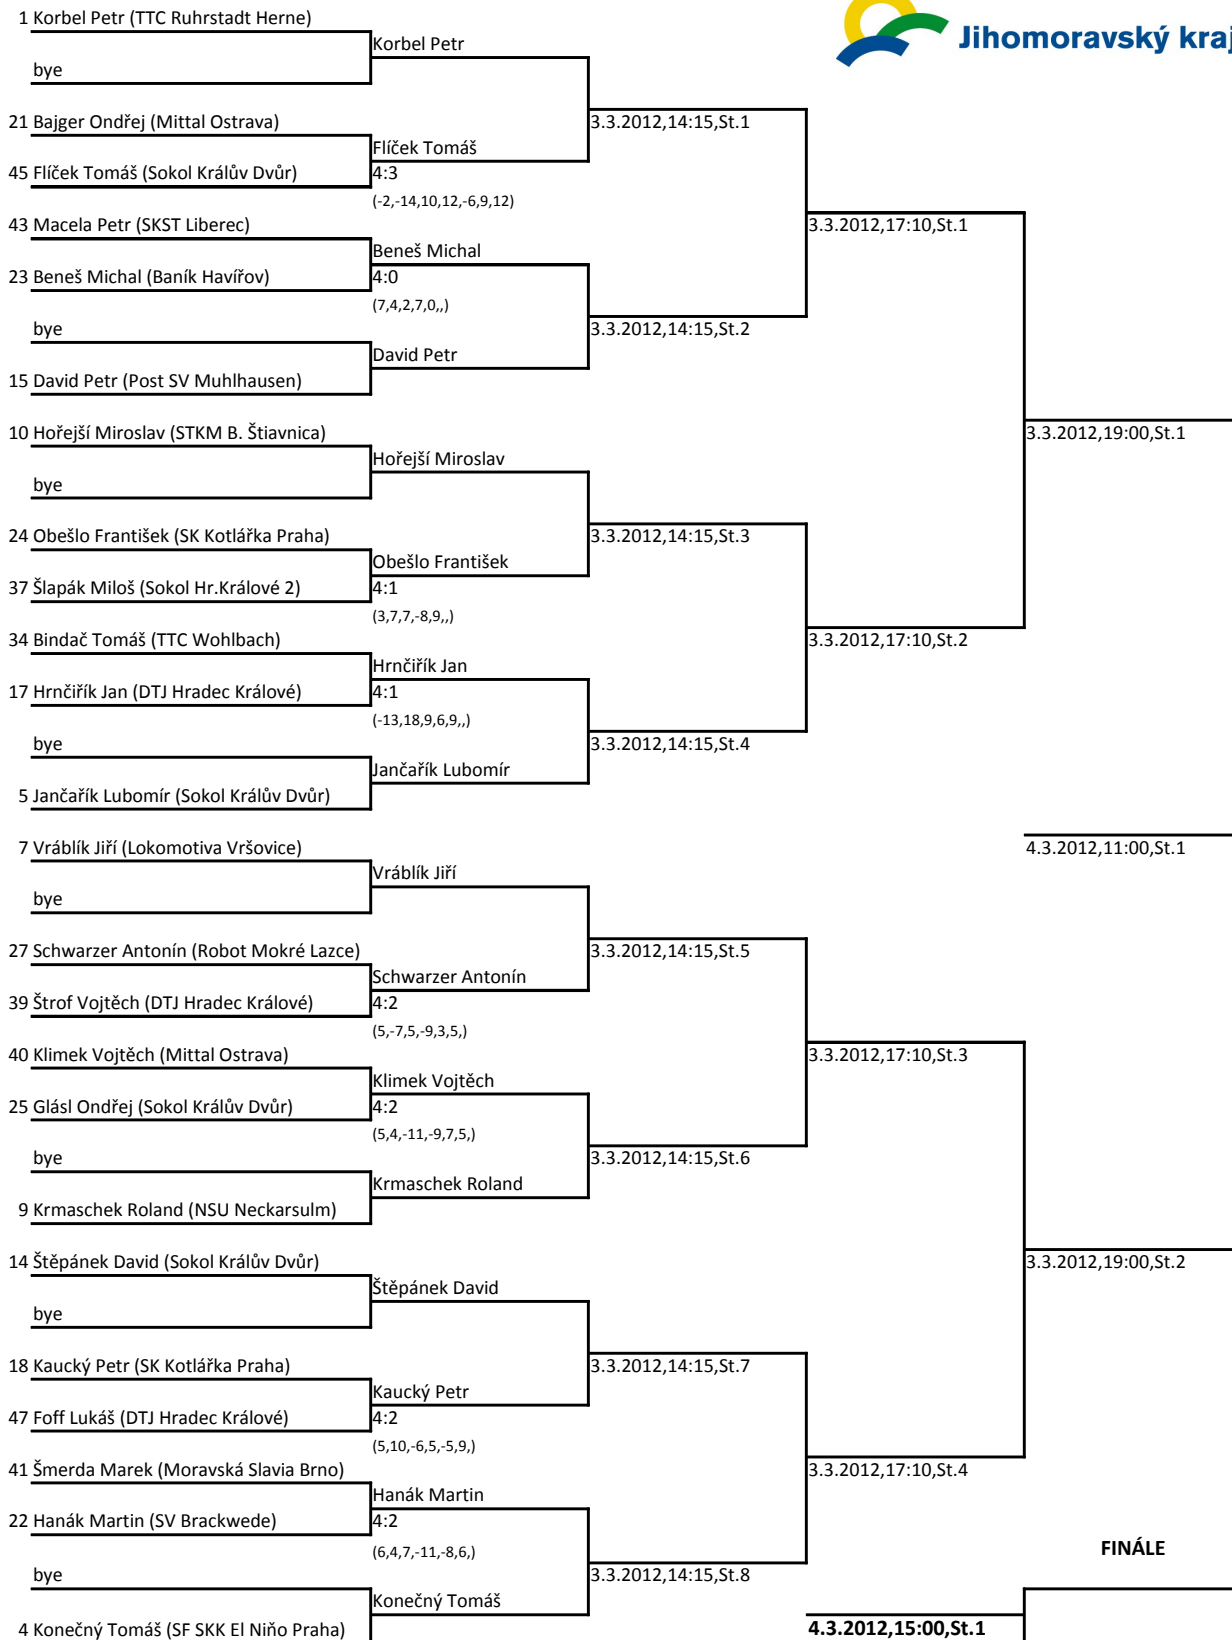 1 Korbel Petr (TTC Ruhrstadt Herne)
Jihomoravský kraj
Korbel Petr
bye
21 Bajger Ondřej (Mittal Ostrava)
3.3.2012,14:15,St.1
Flíček Tomáš
45 Flíček Tomáš (Sokol Králův Dvůr)
4:3
(-2,-14,10,12,-6,9,12)
43 Macela Petr (SKST Liberec)
3.3.2012,17:10,St.1
Beneš Michal
23 Beneš Michal (Baník Havířov)
4:0
(7,4,2,7,0,,)
bye
3.3.2012,14:15,St.2
David Petr
15 David Petr (Post SV Muhlhausen)
10 Hořejší Miroslav (STKM B. Štiavnica)
3.3.2012,19:00,St.1
Hořejší Miroslav
bye
24 Obešlo František (SK Kotlářka Praha)
3.3.2012,14:15,St.3
Obešlo František
37 Šlapák Miloš (Sokol Hr.Králové 2)
4:1
(3,7,7,-8,9,,)
34 Bindač Tomáš (TTC Wohlbach)
3.3.2012,17:10,St.2
Hrnčiřík Jan
17 Hrnčiřík Jan (DTJ Hradec Králové)
4:1
(-13,18,9,6,9,,)
bye
3.3.2012,14:15,St.4
Jančařík Lubomír
5 Jančařík Lubomír (Sokol Králův Dvůr)
7 Vráblík Jiří (Lokomotiva Vršovice)
4.3.2012,11:00,St.1
Vráblík Jiří
bye
27 Schwarzer Antonín (Robot Mokré Lazce)
3.3.2012,14:15,St.5
Schwarzer Antonín
39 Štrof Vojtěch (DTJ Hradec Králové)
4:2
(5,-7,5,-9,3,5,)
40 Klimek Vojtěch (Mittal Ostrava)
3.3.2012,17:10,St.3
Klimek Vojtěch
25 Glásl Ondřej (Sokol Králův Dvůr)
4:2
(5,4,-11,-9,7,5,)
bye
3.3.2012,14:15,St.6
Krmaschek Roland
9 Krmaschek Roland (NSU Neckarsulm)
14 Štěpánek David (Sokol Králův Dvůr)
3.3.2012,19:00,St.2
Štěpánek David
bye
18 Kaucký Petr (SK Kotlářka Praha)
3.3.2012,14:15,St.7
Kaucký Petr
47 Foff Lukáš (DTJ Hradec Králové)
4:2
(5,10,-6,5,-5,9,)
41 Šmerda Marek (Moravská Slavia Brno)
3.3.2012,17:10,St.4
Hanák Martin
22 Hanák Martin (SV Brackwede)
4:2
(6,4,7,-11,-8,6,)
FINÁLE
bye
3.3.2012,14:15,St.8
Konečný Tomáš
4 Konečný Tomáš (SF SKK El Niňo Praha)
4.3.2012,15:00,St.1